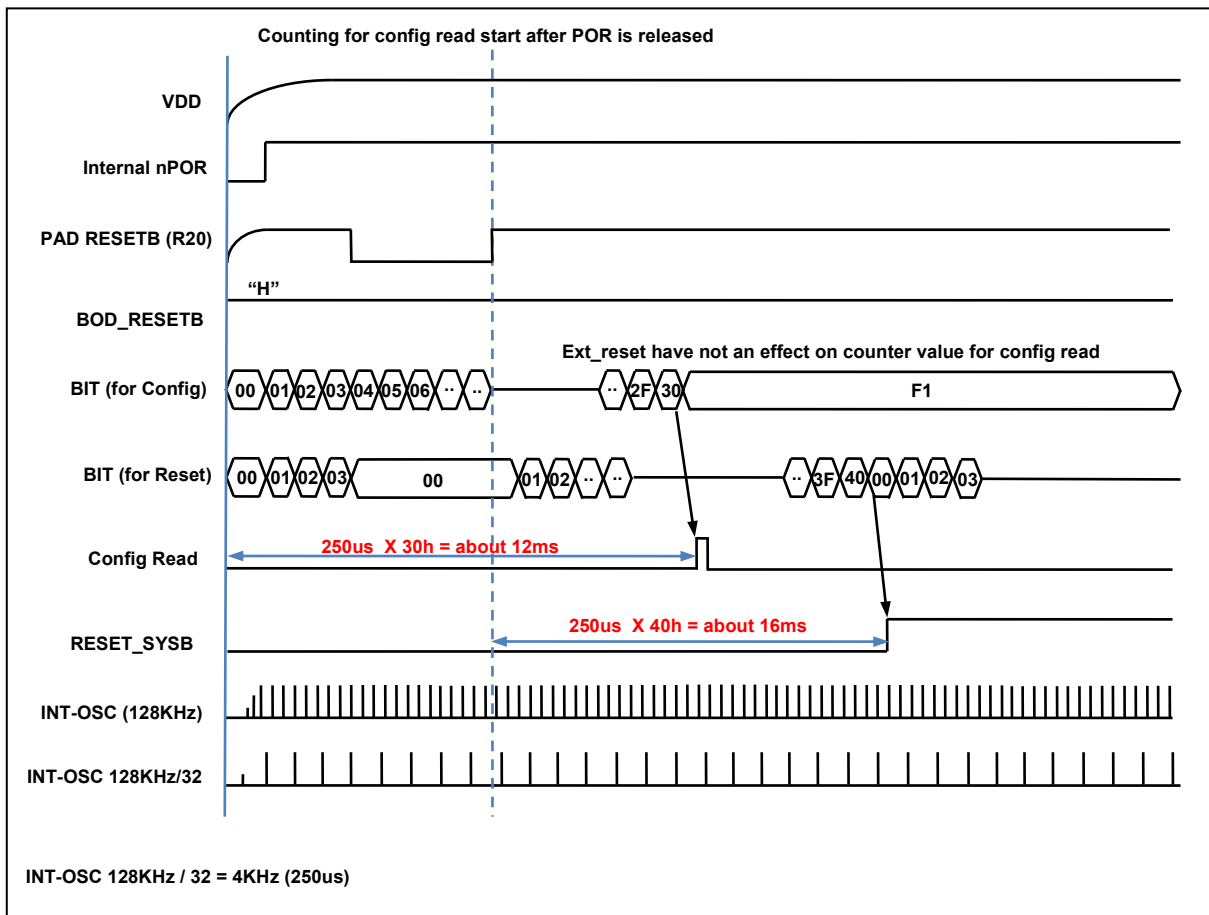 Counting for config read start after POR is released
VDD
Internal nPOR
PAD RESETB (R20)
“H”
BOD_RESETB
Ext_reset have not an effect on counter value for config read
BIT (for Config)
00 01 02 03 04 05 06 ·· ·· ·· 2F 30 F1
BIT (for Reset)
00 01 02 03 00 01 02 ·· ·· ·· 3F 40 00 01 02 03
250us X 30h = about 12ms
Config Read
250us X 40h = about 16ms
RESET_SYSB
INT-OSC (128KHz)
INT-OSC 128KHz/32
INT-OSC 128KHz / 32 = 4KHz (250us)